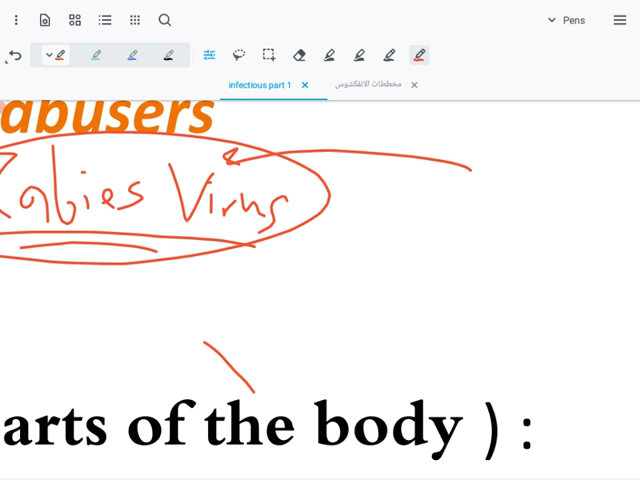 Pens
infectious part 1
مخططات الانفكشوس
abusers
Rabies Virus
arts of the body ) :